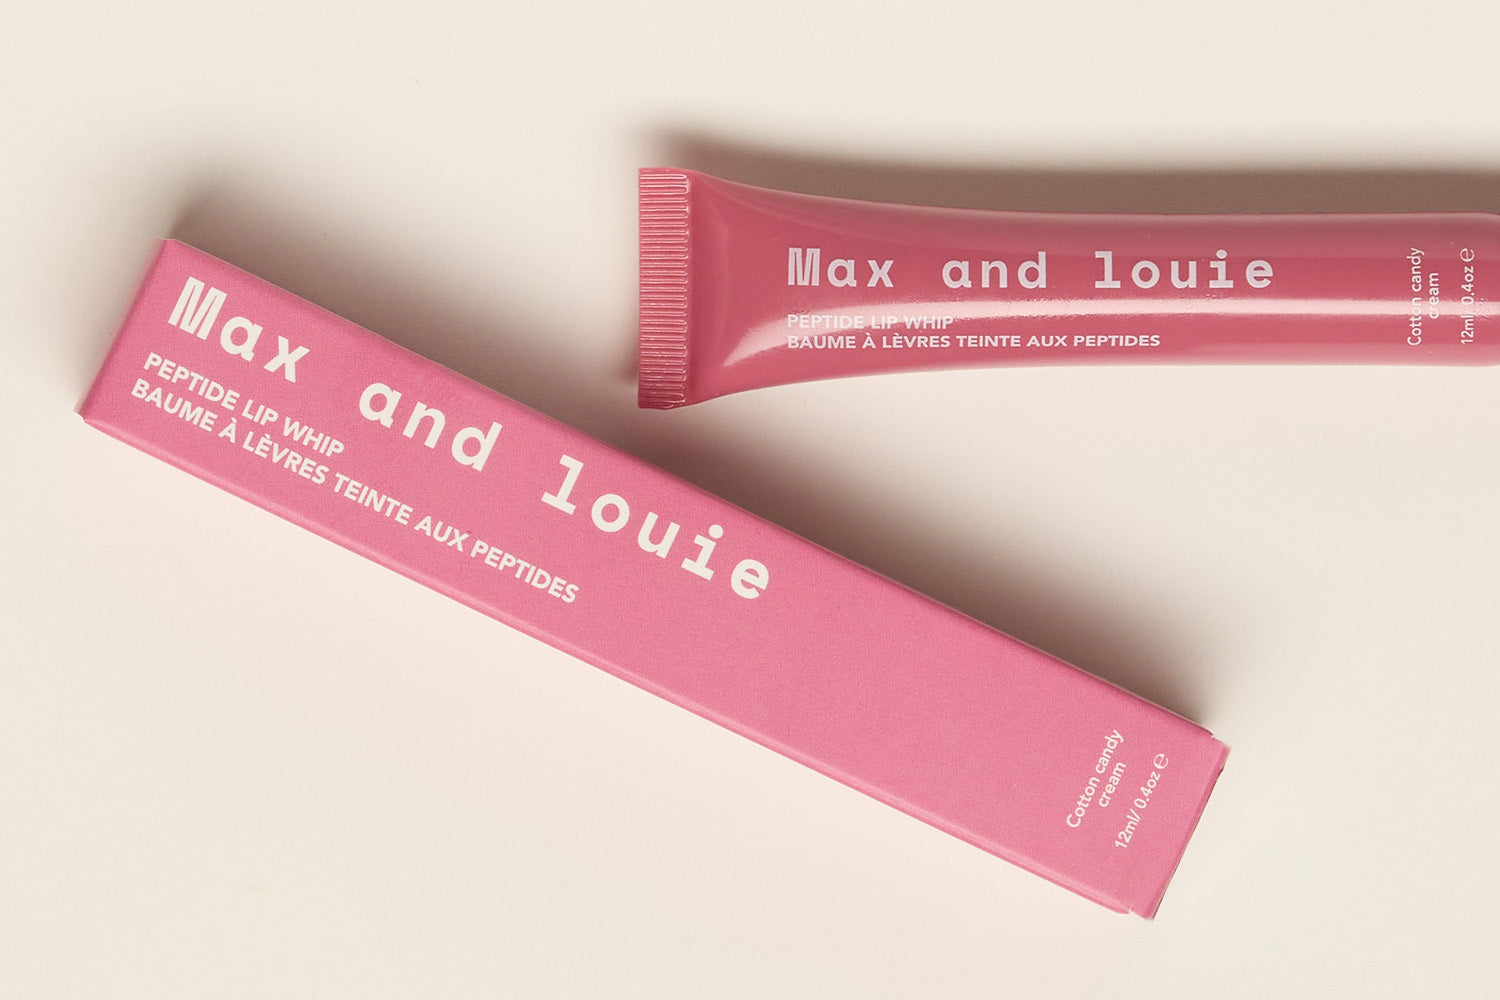 Max and louie
PEPTIDE LIP WHIP
BAUME À LÈVRES TEINTE AUX PEPTIDES
Cotton candy
cream
12ml/ 0.4oz ℮
Max and louie
PEPTIDE LIP WHIP
BAUME À LÈVRES TEINTE AUX PEPTIDES
Cotton candy
cream
12ml/ 0.4oz ℮